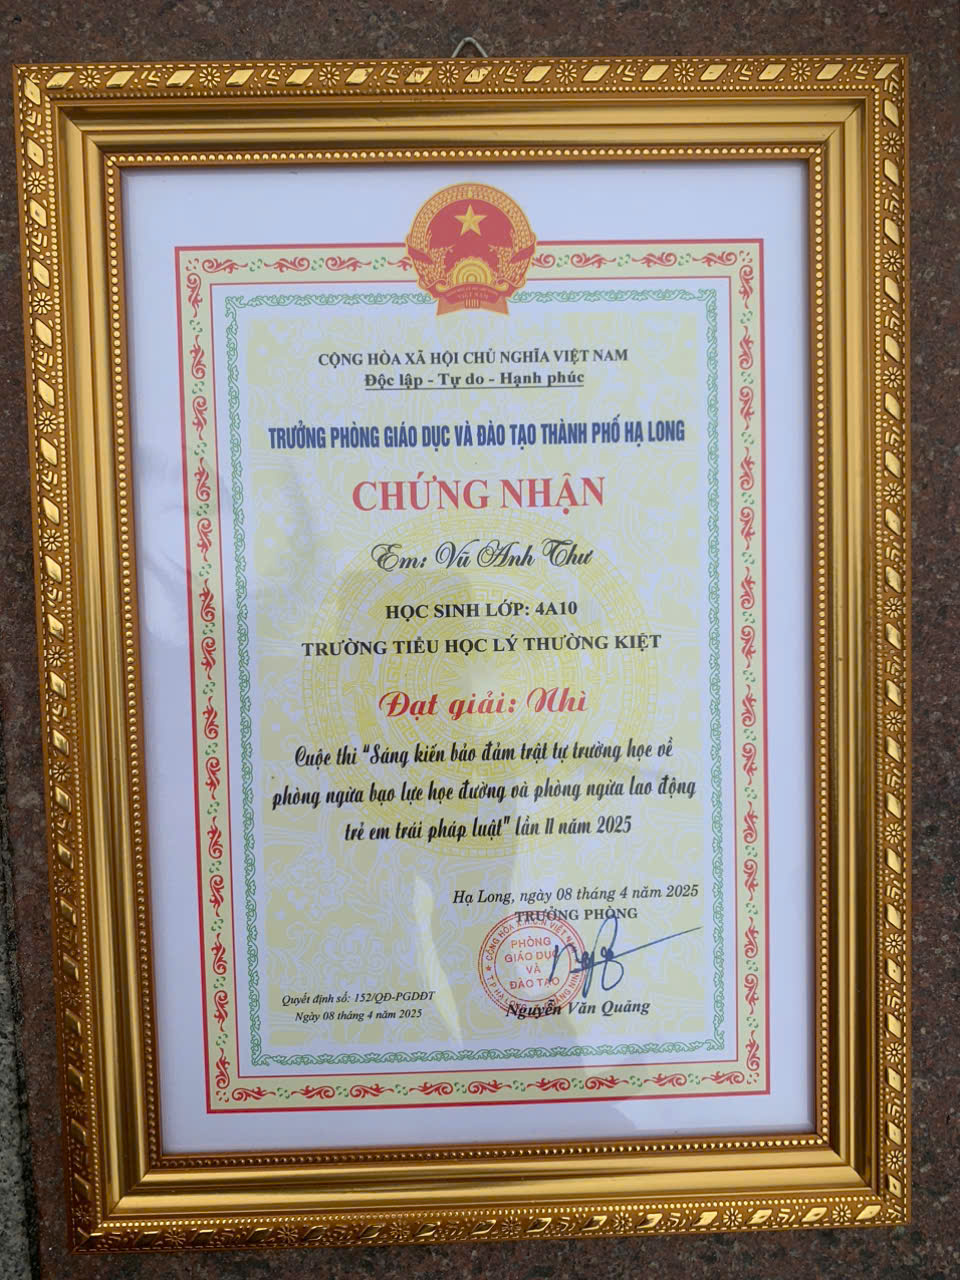 CỘNG HÒA XÃ HỘI CHỦ NGHĨA VIỆT NAM
Độc lập - Tự do - Hạnh phúc
TRƯỞNG PHÒNG GIÁO DỤC VÀ ĐÀO TẠO THÀNH PHỐ HẠ LONG
CHỨNG NHẬN
Em: Vũ Anh Thư
HỌC SINH LỚP: 4A10
TRƯỜNG TIỂU HỌC LÝ THƯỜNG KIỆT
Đạt giải: Nhì
Cuộc thi "Sáng kiến bảo đảm trật tự trường học về
phòng ngừa bạo lực học đường và phòng ngừa lao động
trẻ em trái pháp luật" lần II năm 2025
Hạ Long, ngày 08 tháng 4 năm 2025
TRƯỞNG PHÒNG
PHÒNG
GIÁO DỤC
VÀ
ĐÀO TẠO
Nguyễn Văn Quảng
Quyết định số: 152/QĐ-PGDĐT
Ngày 08 tháng 4 năm 2025